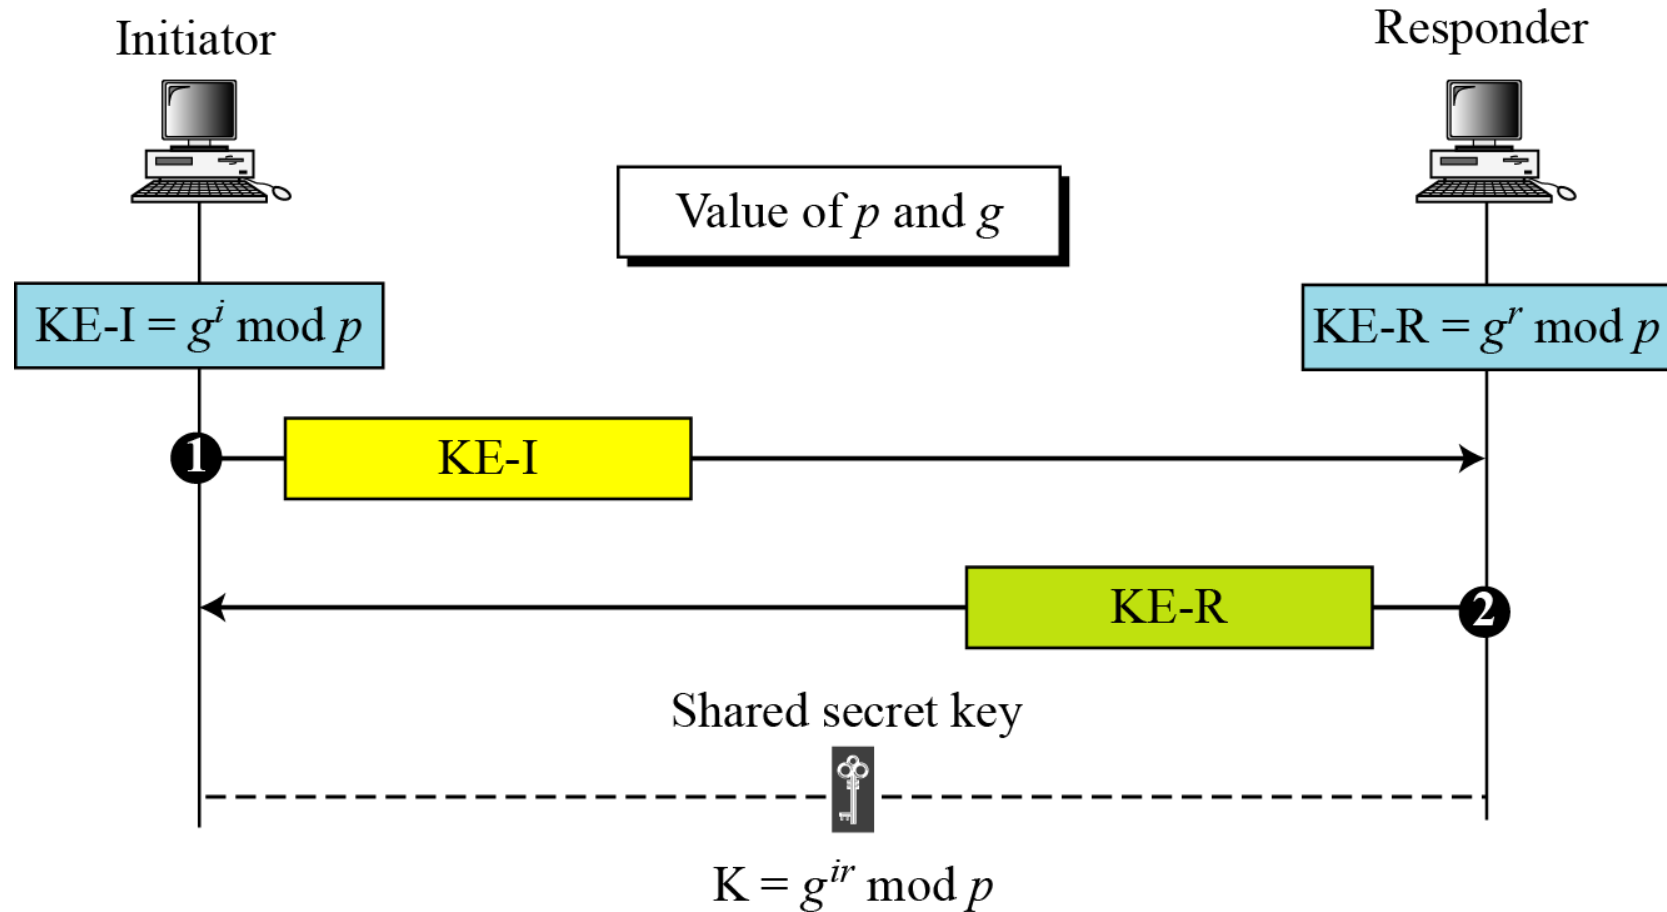 Initiator
Responder
Value of p and g
KE-I = g^i mod p
KE-R = g^r mod p
1
KE-I
KE-R
2
Shared secret key
K = g^ir mod p